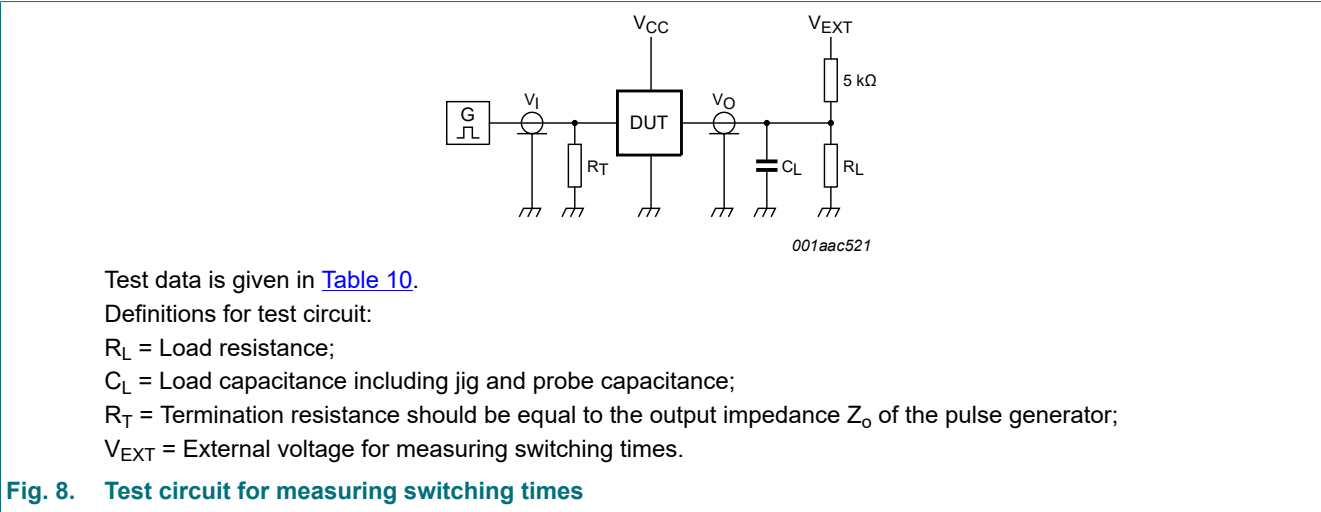 VCC
VEXT
5 kΩ
G
VI
DUT
VO
RT
CL
RL
001aac521
Test data is given in Table 10.
Definitions for test circuit:
RL = Load resistance;
CL = Load capacitance including jig and probe capacitance;
RT = Termination resistance should be equal to the output impedance Zo of the pulse generator;
VEXT = External voltage for measuring switching times.
Fig. 8. Test circuit for measuring switching times